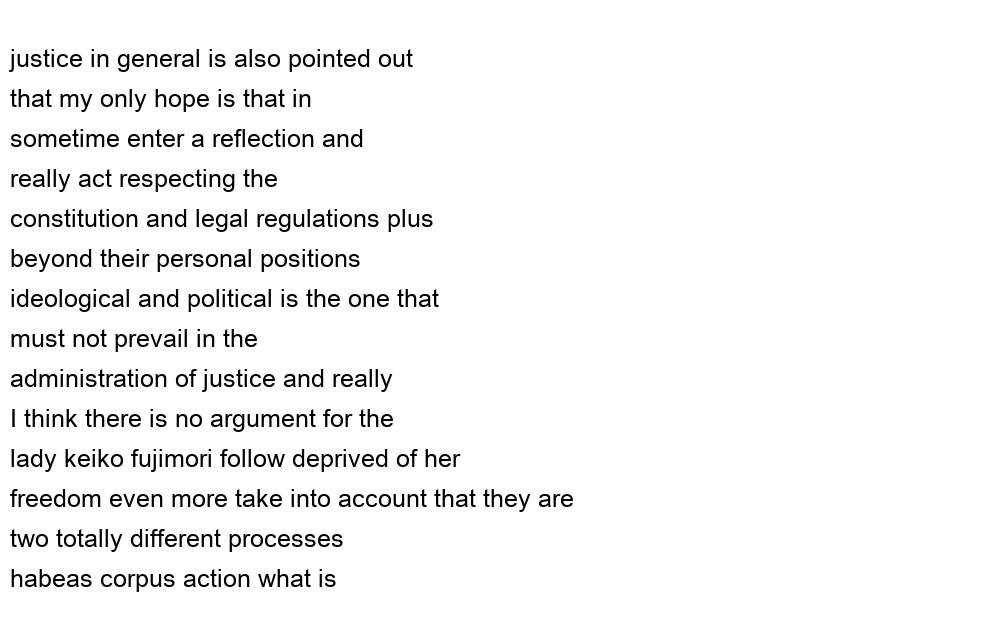 justice in general is also pointed out
that my only hope is that in
sometime enter a reflection and
really act respecting the
constitution and legal regulations plus
beyond their personal positions
ideological and political is the one that
must not prevail in the
administration of justice and really
I think there is no argument for the
lady keiko fujimori follow deprived of her
freedom even more take into account that they are
two totally different processes
habeas corpus action what is